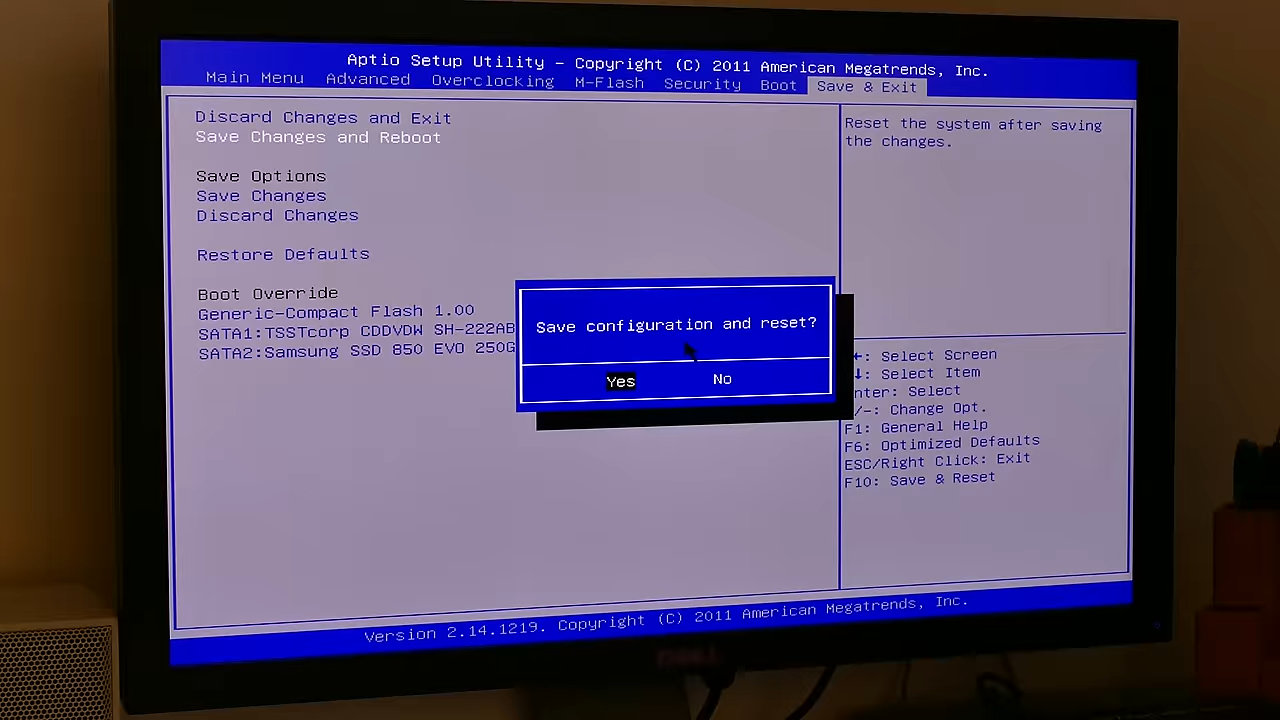 Aptio Setup Utility - Copyright (C) 2011 American Megatrends, Inc.
Main Menu Advanced Overclocking M-Flash Security Boot Save & Exit
Discard Changes and Exit
Save Changes and Reboot
Save Options
Save Changes
Discard Changes
Restore Defaults
Boot Override
Generic-Compact Flash 1.00
SATA1:TSSTcorp CDDVDW SH-222AB
SATA2:Samsung SSD 850 EVO 250G
Save configuration and reset?
Yes No
Reset the system after saving
the changes.
←: Select Screen
↓: Select Item
nter: Select
/-: Change Opt.
F1: General Help
F6: Optimized Defaults
ESC/Right Click: Exit
F10: Save & Reset
Version 2.14.1219. Copyright (C) 2011 American Megatrends, Inc.
DELL